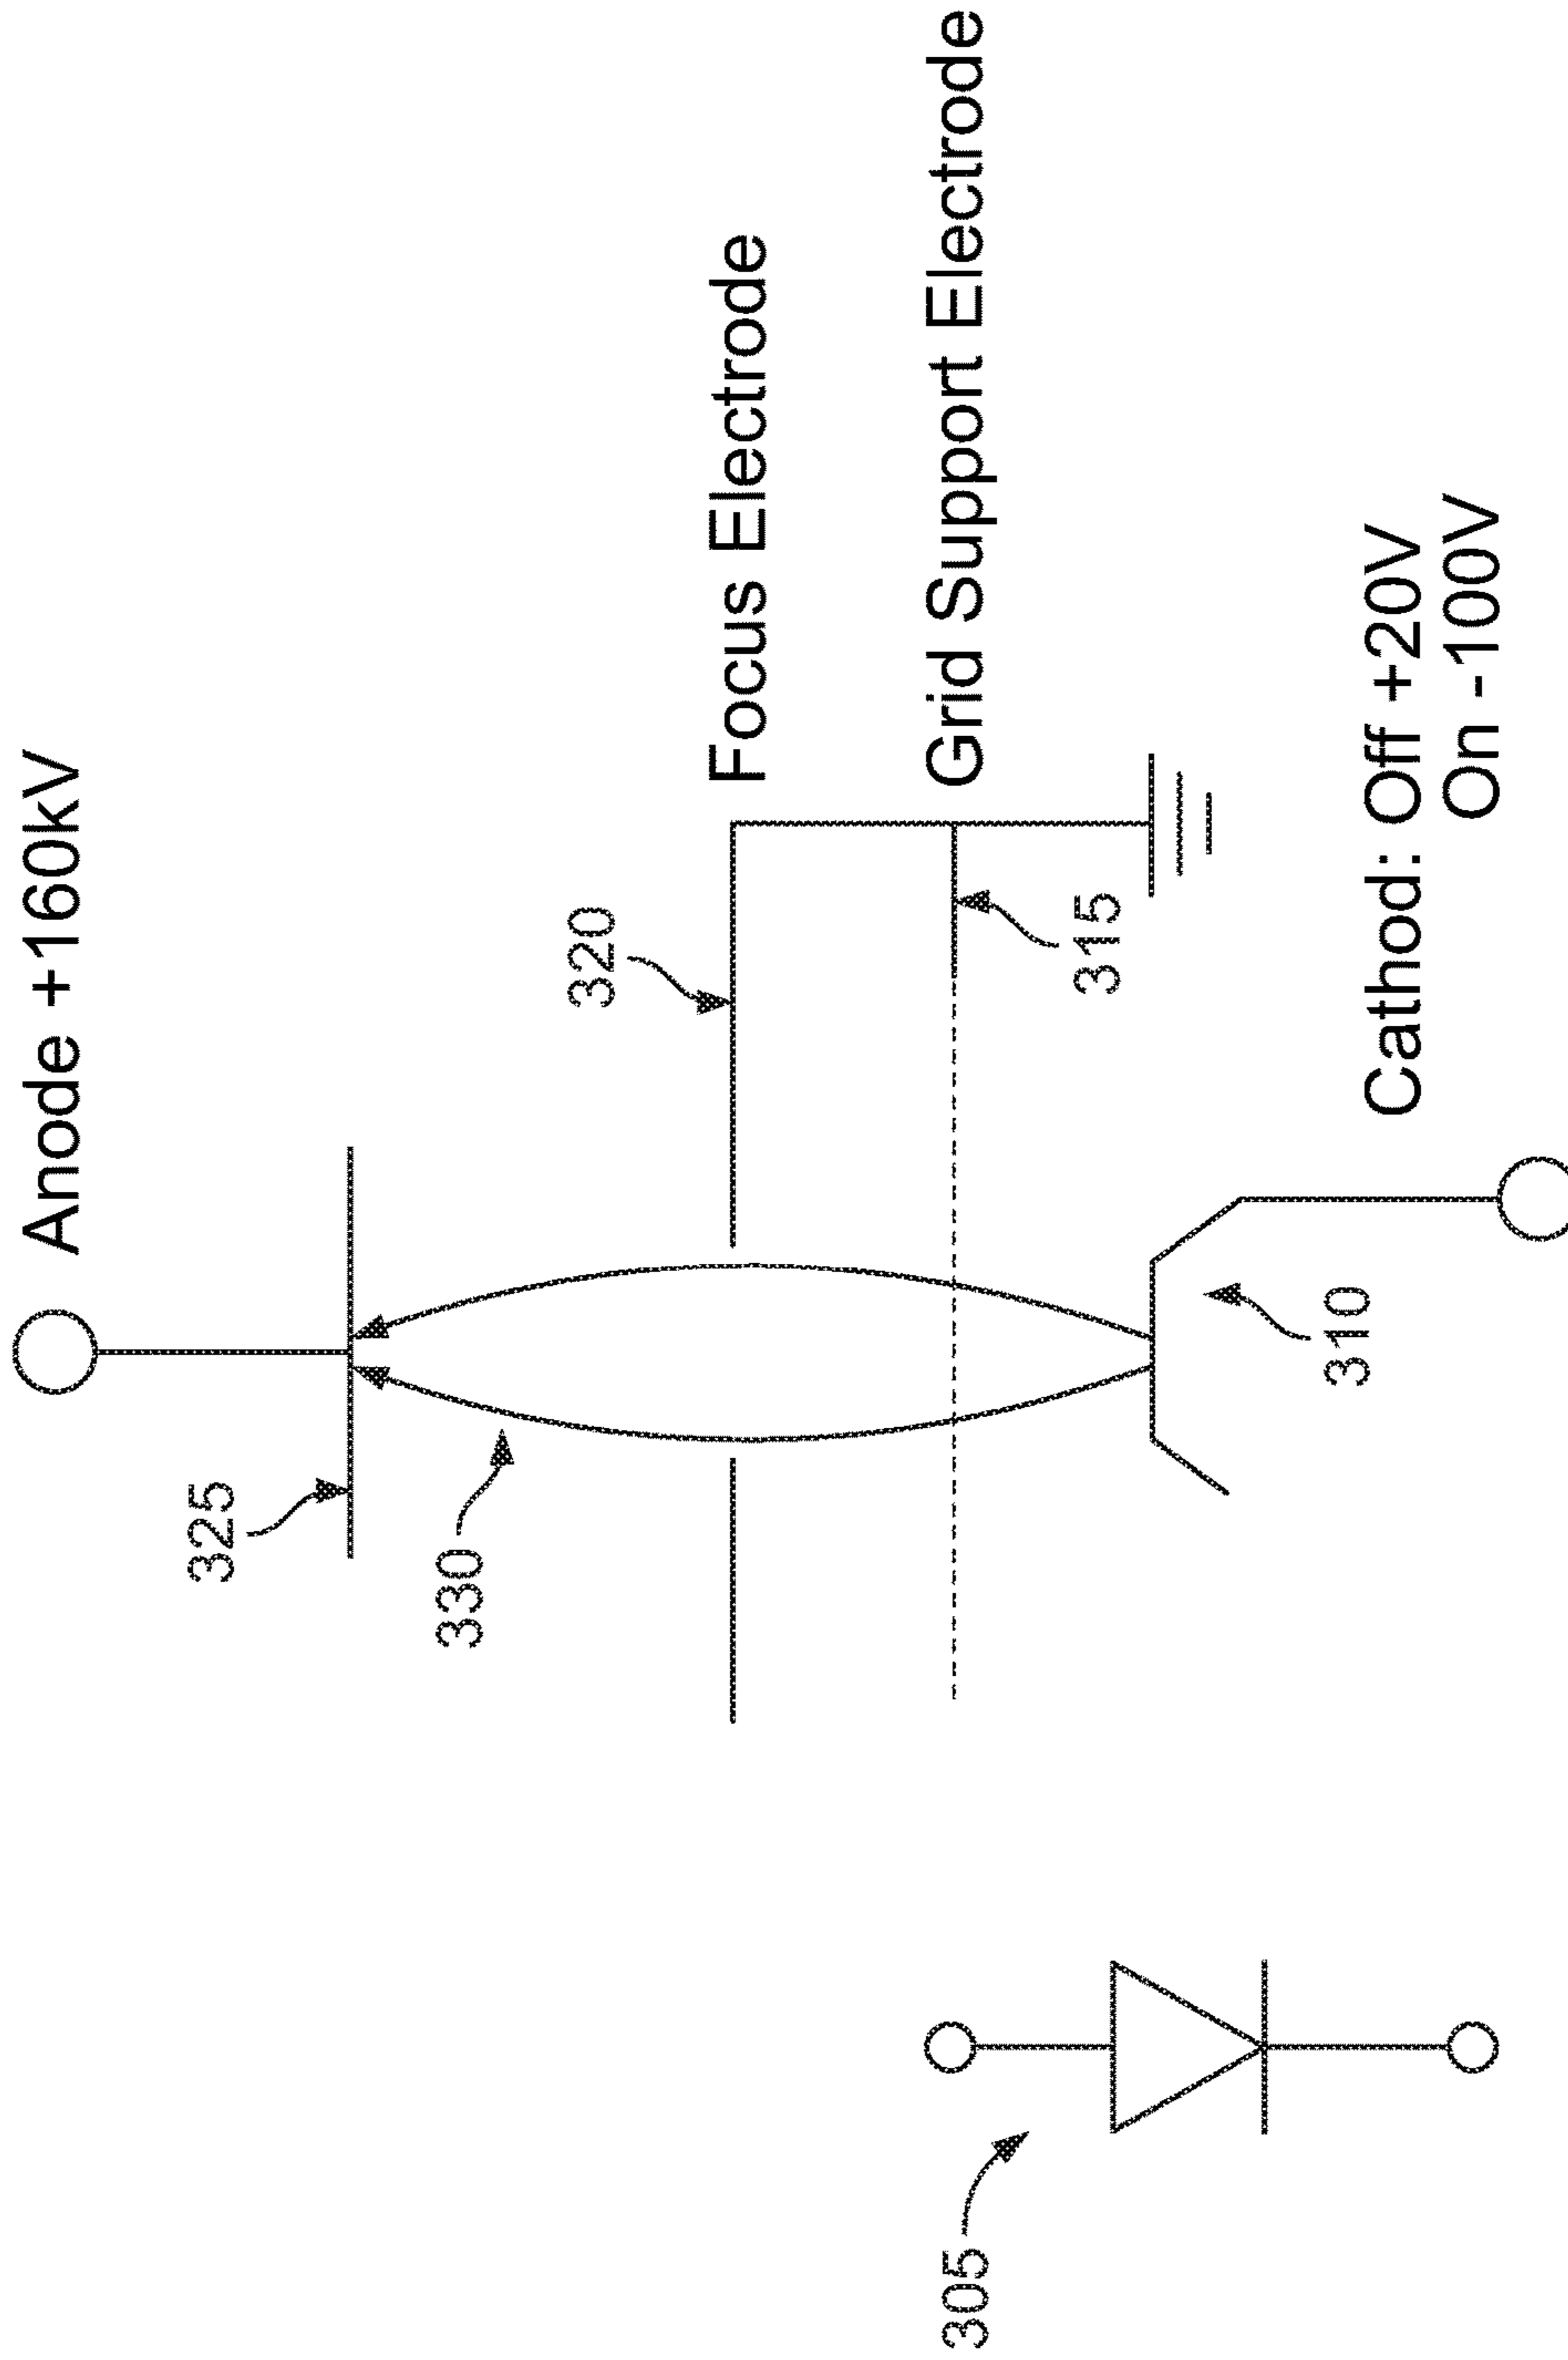 Anode +160kV
325
330
320
Focus Electrode
Grid Support Electrode
315
310
Cathod: Off +20V
On -100V
305